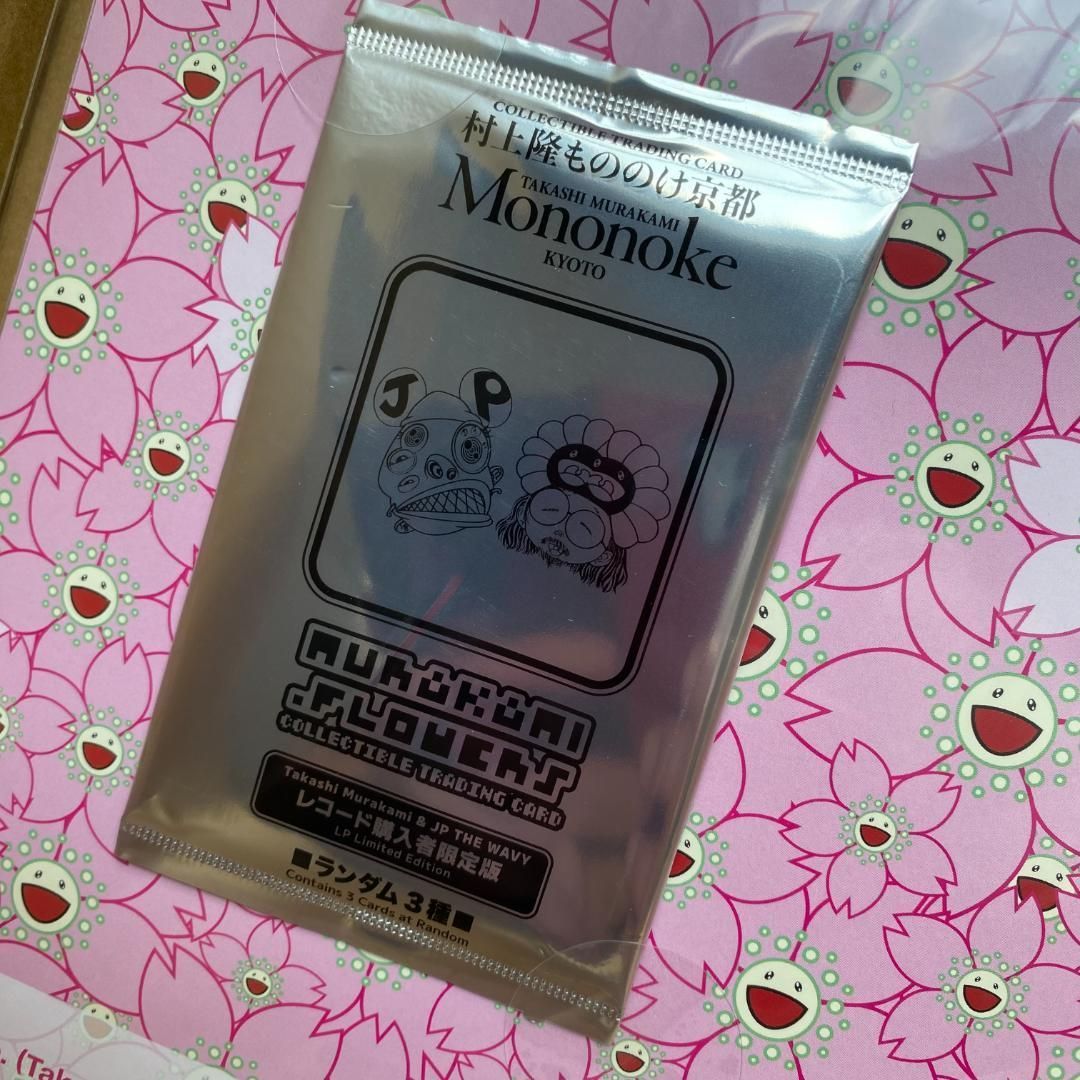 COLLECTIBLE TRADING CARD
村上隆もののけ京都
TAKASHI MURAKAMI
Mononoke
KYOTO
J P
MURAKAMI
FLOWERS
COLLECTIBLE TRADING CARD
Takashi Murakami & JP THE WAVY
レコード購入者限定版
LP Limited Edition
■ランダム3種■
Contains 3 Cards at Random
. (Tak